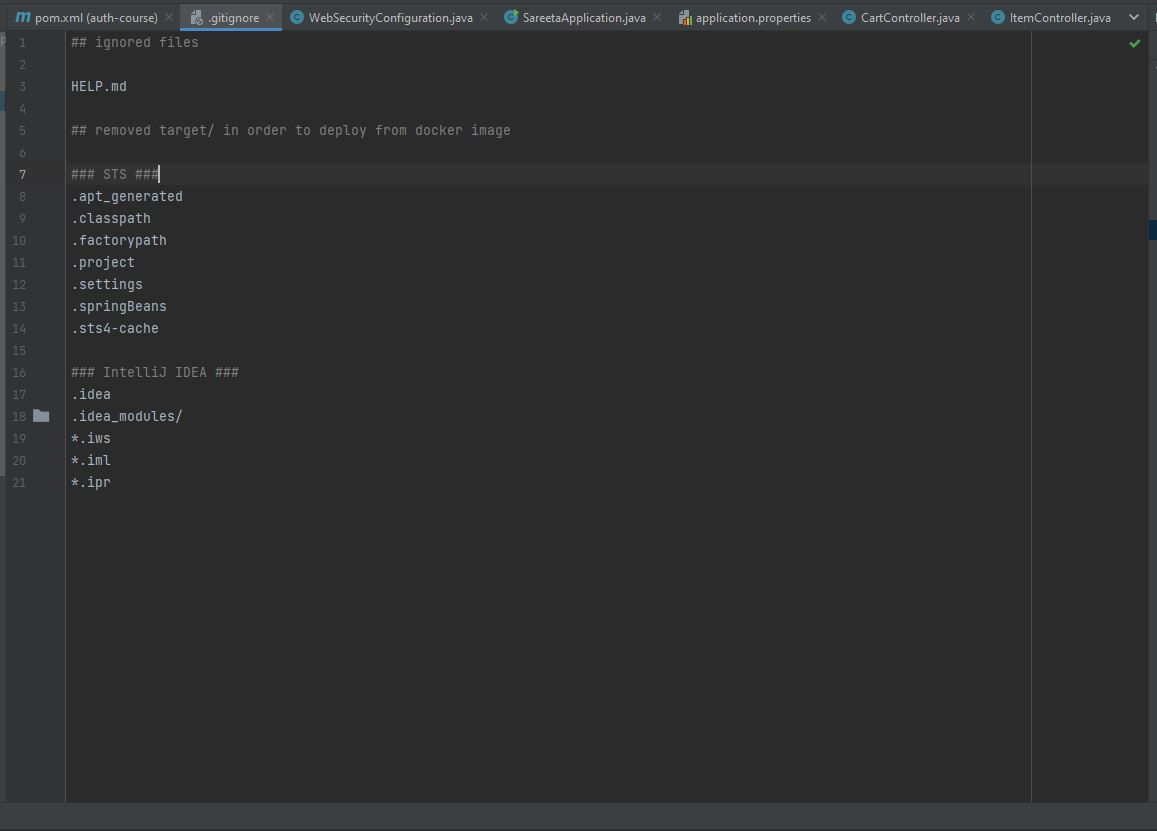 m pom.xml (auth-course) .gitignore WebSecurityConfiguration.java SareetaApplication.java application.properties CartController.java ItemController.java
1 ## ignored files
2
3 HELP.md
4
5 ## removed target/ in order to deploy from docker image
6
7 ### STS ###
8 .apt_generated
9 .classpath
10 .factorypath
11 .project
12 .settings
13 .springBeans
14 .sts4-cache
15
16 ### IntelliJ IDEA ###
17 .idea
18 .idea_modules/
19 *.iws
20 *.iml
21 *.ipr